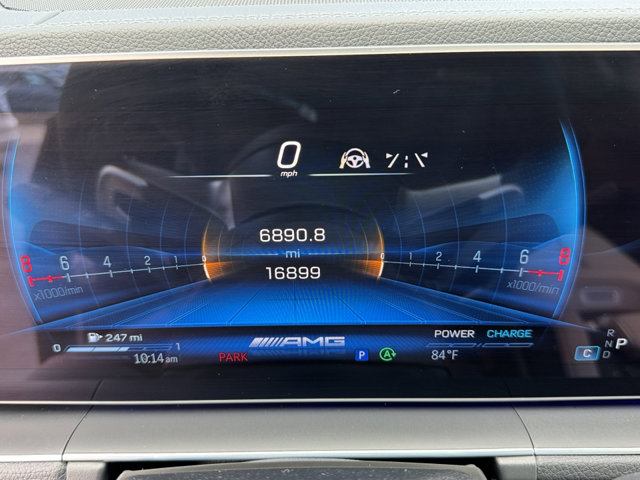 0
mph
6890.8
mi
16899
8 6 4 2 1 0
0 1 2 4 6 8
x1000/min
x1000/min
247 mi
0 1
10:14 am
PARK
AMG
P
A
POWER CHARGE
84°F
C
R
N
D
P